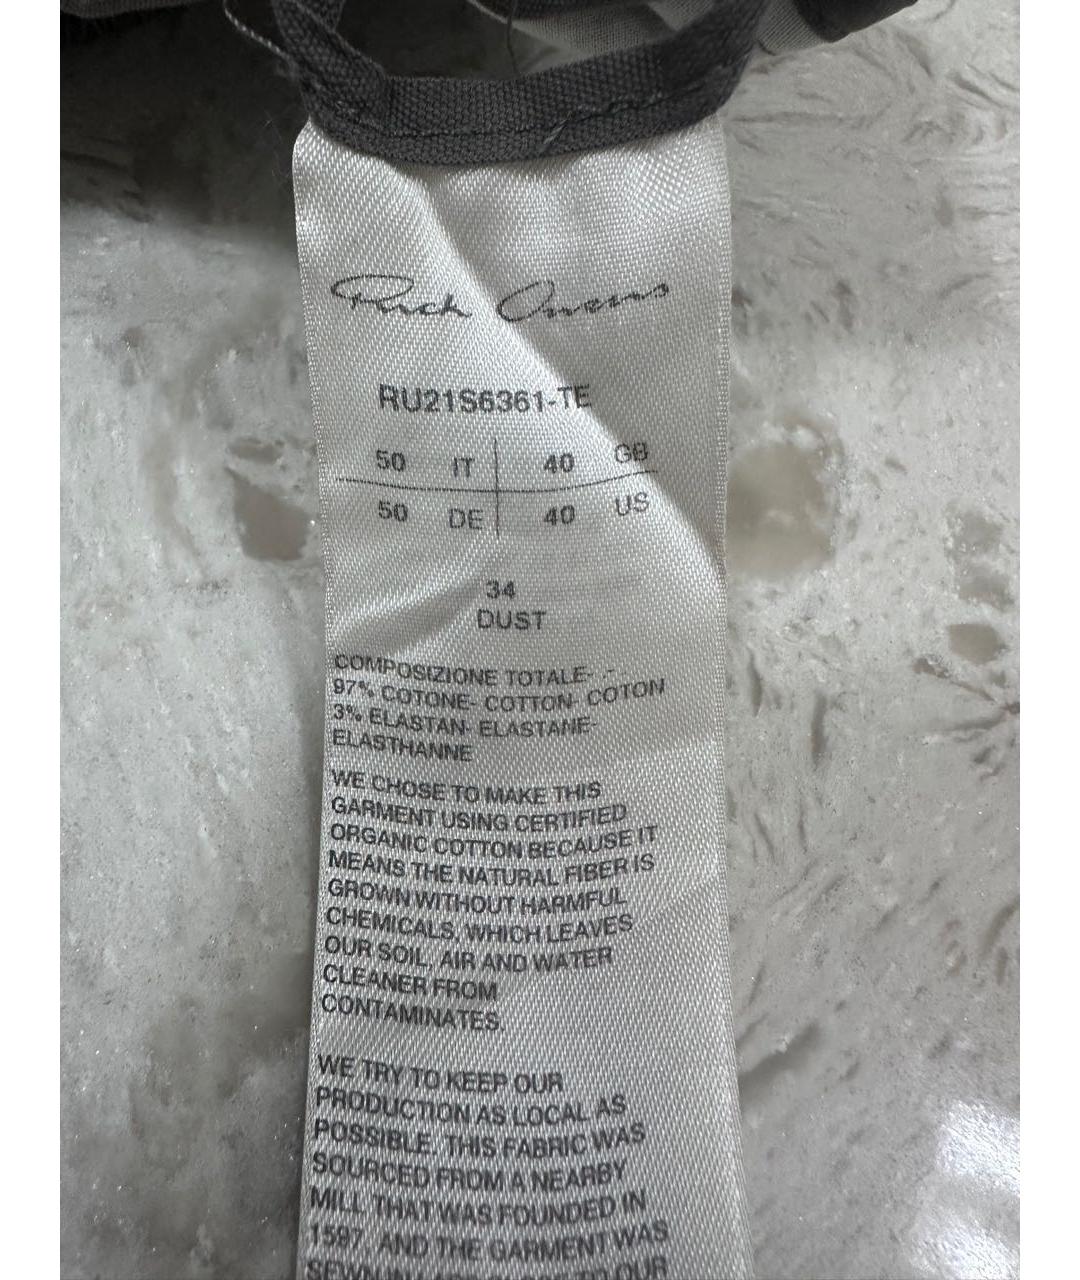 Rick Owens
RU21S6361-TE
50 IT 40 GB
50 DE 40 US
34
DUST
COMPOSIZIONE TOTALE- -
97% COTONE- COTTON- COTON
3% ELASTAN- ELASTANE-
ELASTHANNE
WE CHOSE TO MAKE THIS
GARMENT USING CERTIFIED
ORGANIC COTTON BECAUSE IT
MEANS THE NATURAL FIBER IS
GROWN WITHOUT HARMFUL
CHEMICALS, WHICH LEAVES
OUR SOIL, AIR AND WATER
CLEANER FROM
CONTAMINATES.
WE TRY TO KEEP OUR
PRODUCTION AS LOCAL AS
POSSIBLE. THIS FABRIC WAS
SOURCED FROM A NEARBY
MILL THAT WAS FOUNDED IN
1597, AND THE GARMENT WAS
SEWN IN TO OUR